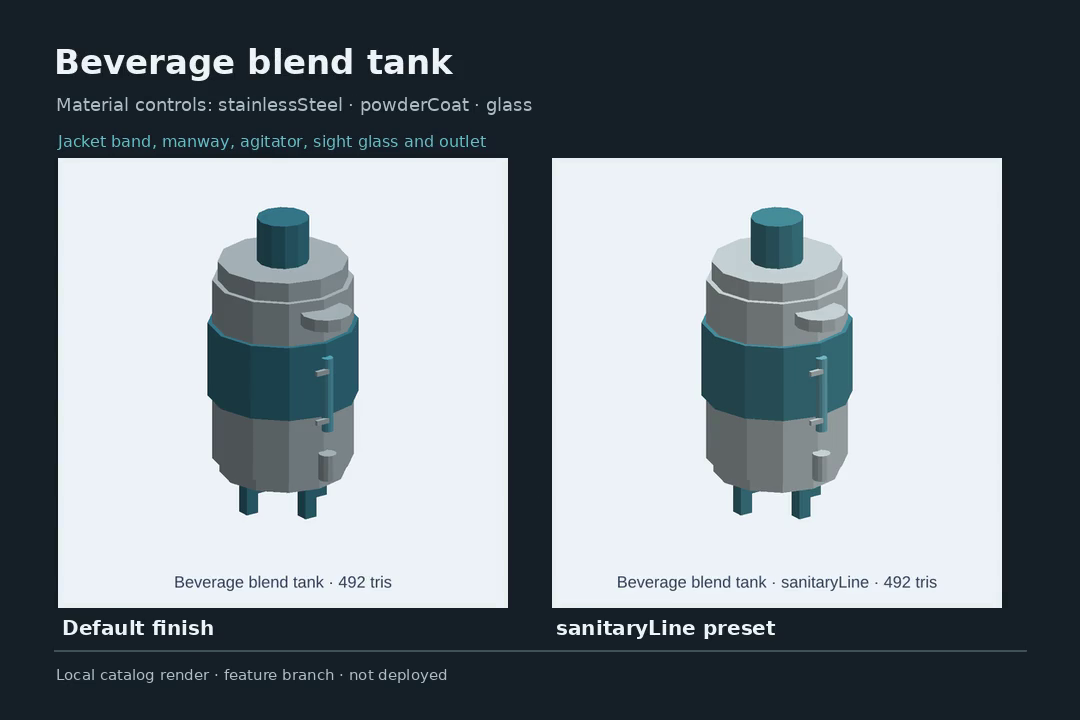 Beverage blend tank
Material controls: stainlessSteel · powderCoat · glass
Jacket band, manway, agitator, sight glass and outlet
Beverage blend tank · 492 tris
Beverage blend tank · sanitaryLine · 492 tris
Default finish
sanitaryLine preset
Local catalog render · feature branch · not deployed